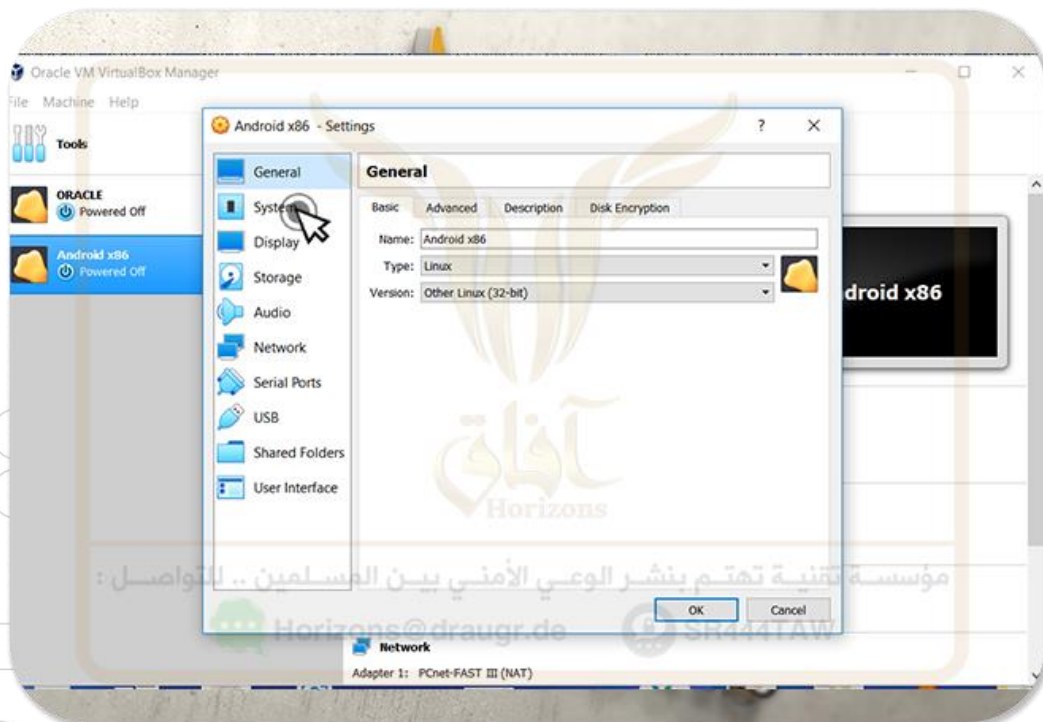 Oracle VM VirtualBox Manager
File Machine Help
Tools
ORACLE
Powered Off
Android x86
Powered Off
Android x86 - Settings
General
System
Display
Storage
Audio
Network
Serial Ports
USB
Shared Folders
User Interface
General
Basic Advanced Description Disk Encryption
Name: Android x86
Type: Linux
Version: Other Linux (32-bit)
droid x86
آفاق
Horizons
مؤسسة تقنية تهتم بنشر الوعي الأمني بين المسلمين .. للتواصل :
OK Cancel
Horizons@draugr.de SR444TAW
Network
Adapter 1: PCnet-FAST III (NAT)